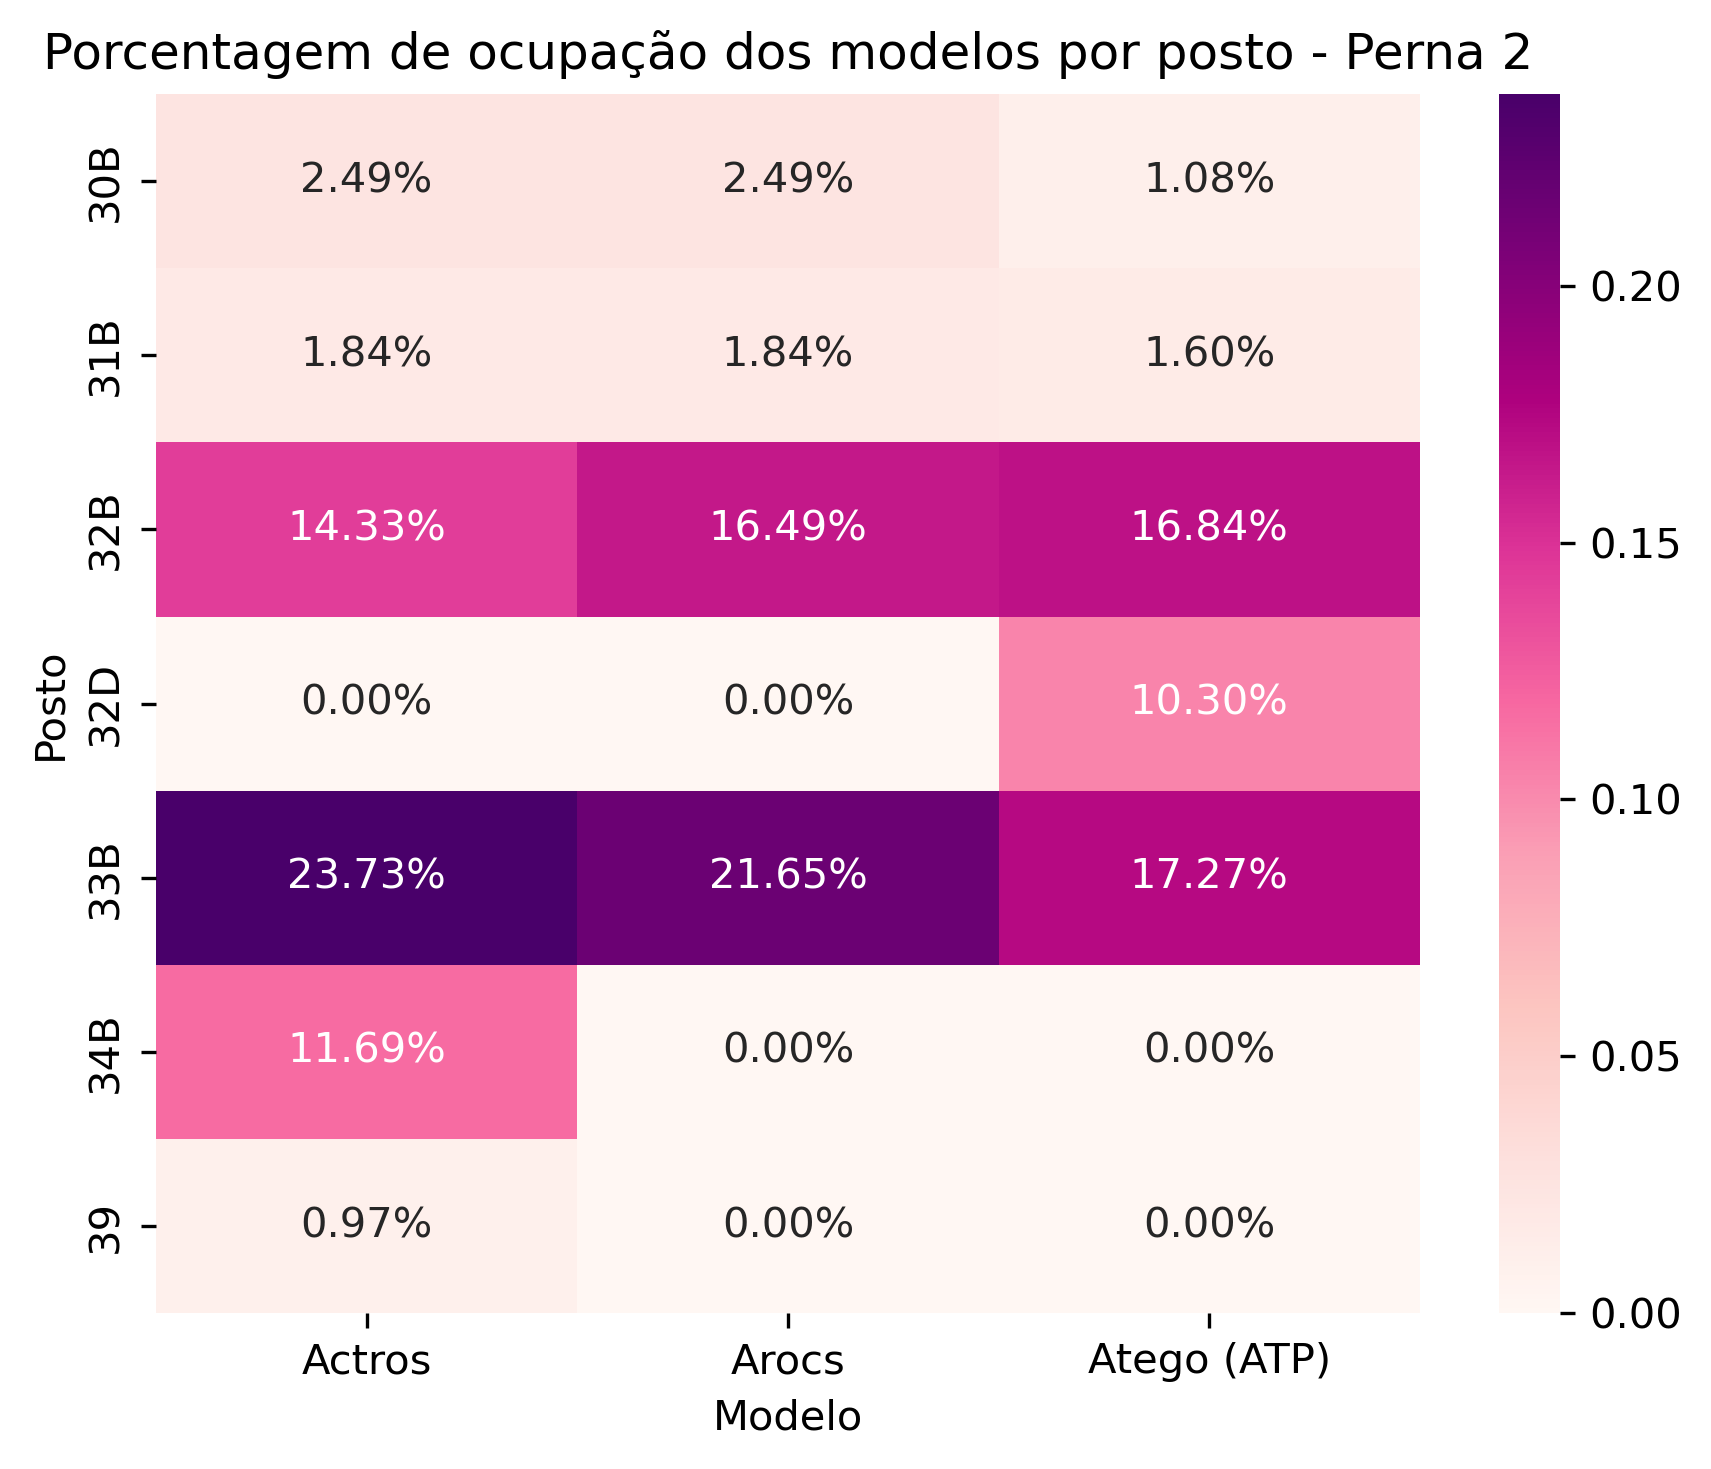 Porcentagem de ocupação dos modelos por posto - Perna 2
Posto
30B 2.49% 2.49% 1.08%
31B 1.84% 1.84% 1.60%
32B 14.33% 16.49% 16.84%
32D 0.00% 0.00% 10.30%
33B 23.73% 21.65% 17.27%
34B 11.69% 0.00% 0.00%
39 0.97% 0.00% 0.00%
Actros Arocs Atego (ATP)
Modelo
0.20
0.15
0.10
0.05
0.00